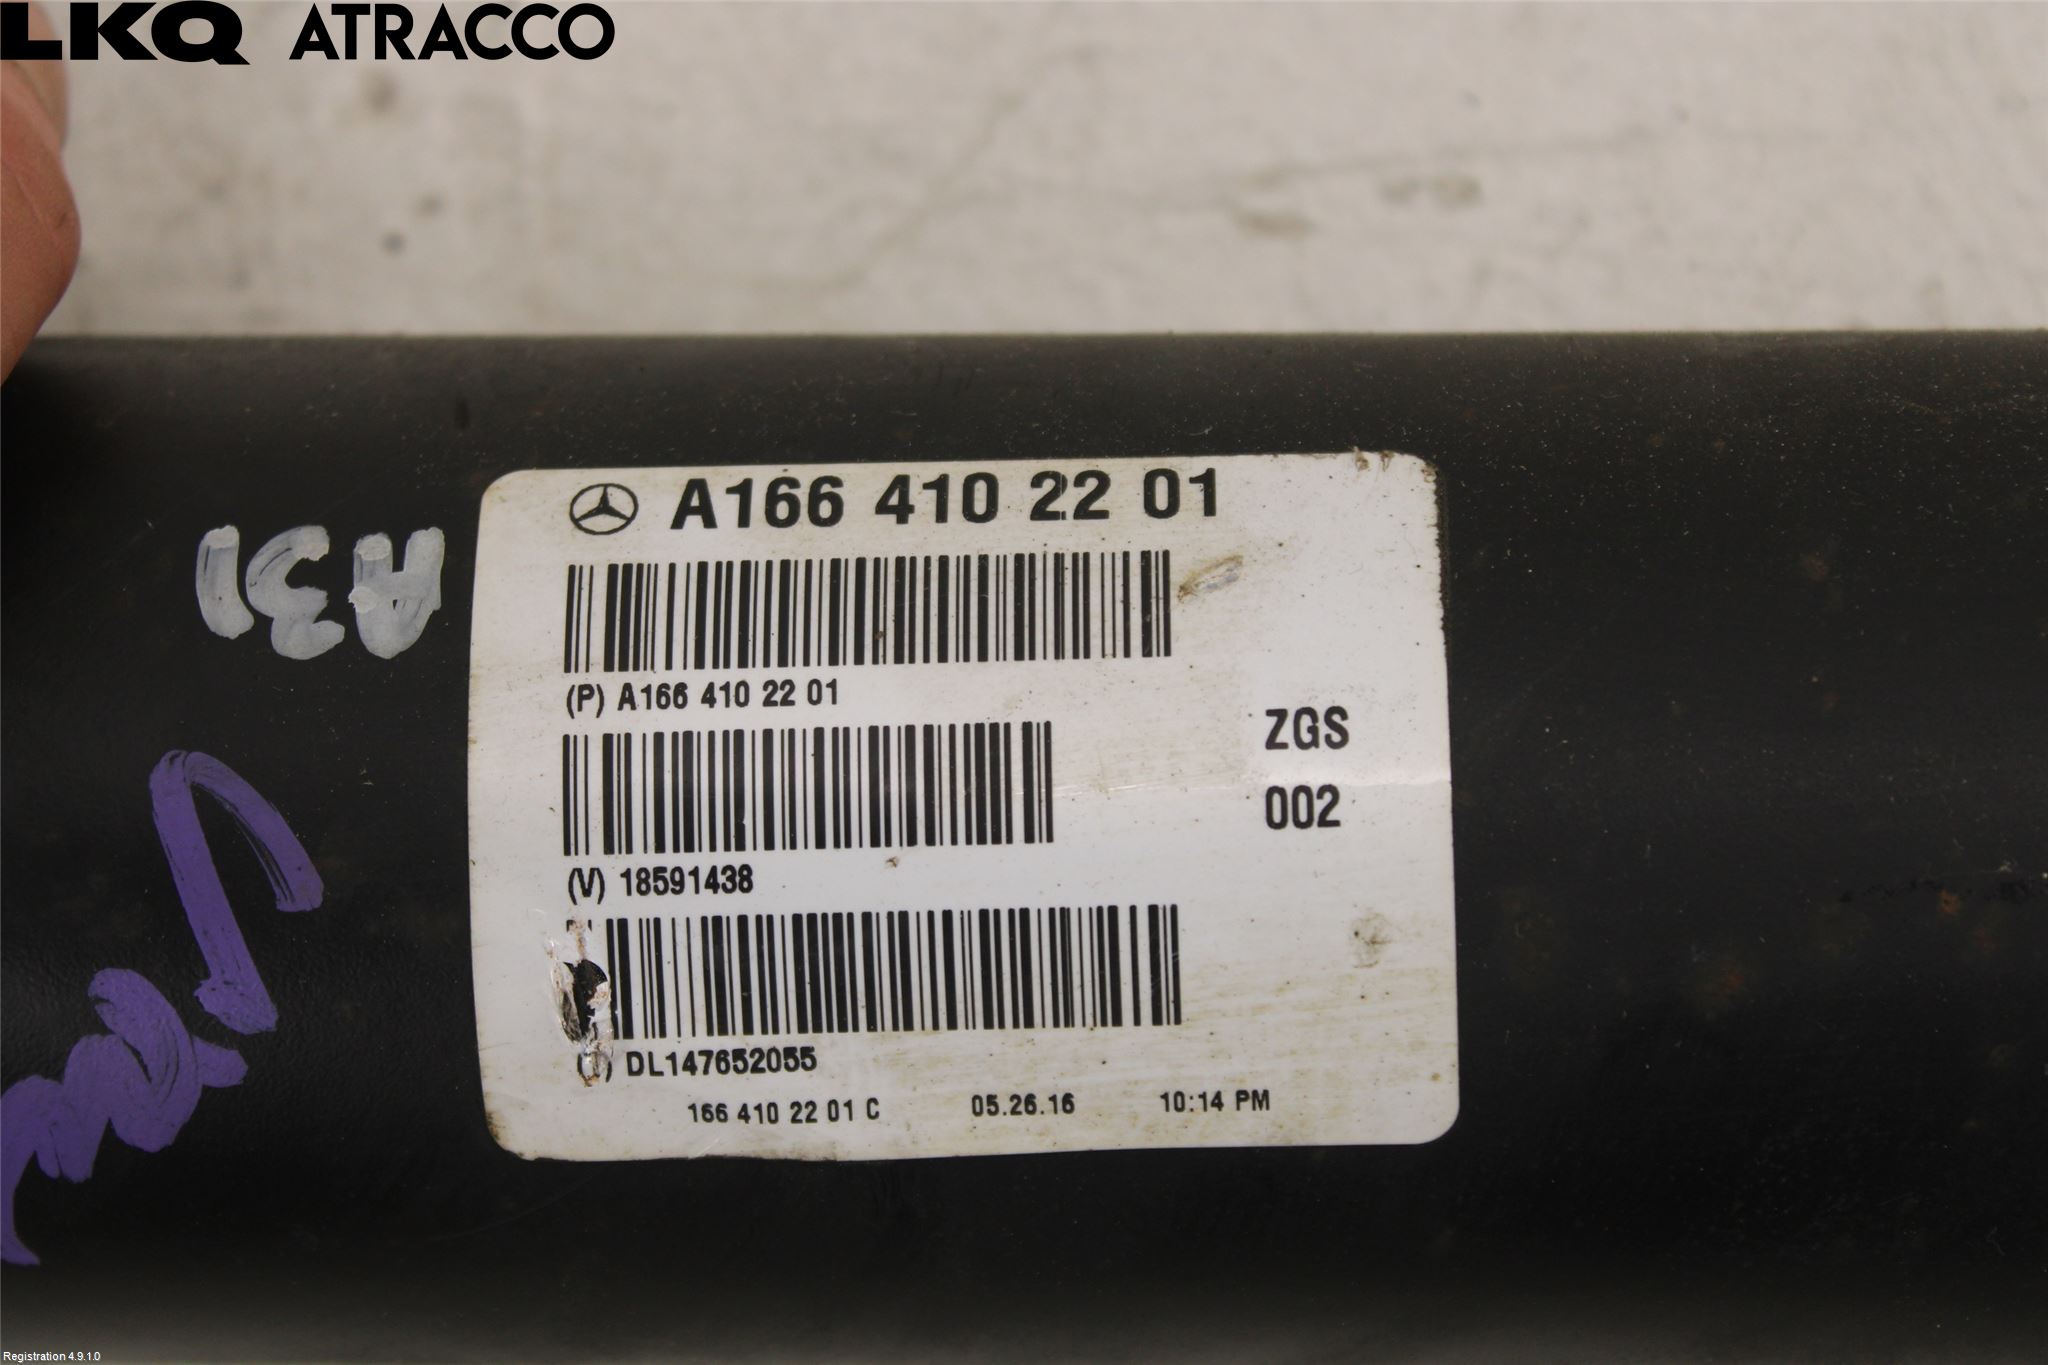 LKQ ATRACCO
A166 410 22 01
(P) A166 410 22 01
ZGS
002
(V) 18591438
DL147652055
166 410 22 01 C 05.26.16 10:14 PM
A31
Registration 4.9.1.0